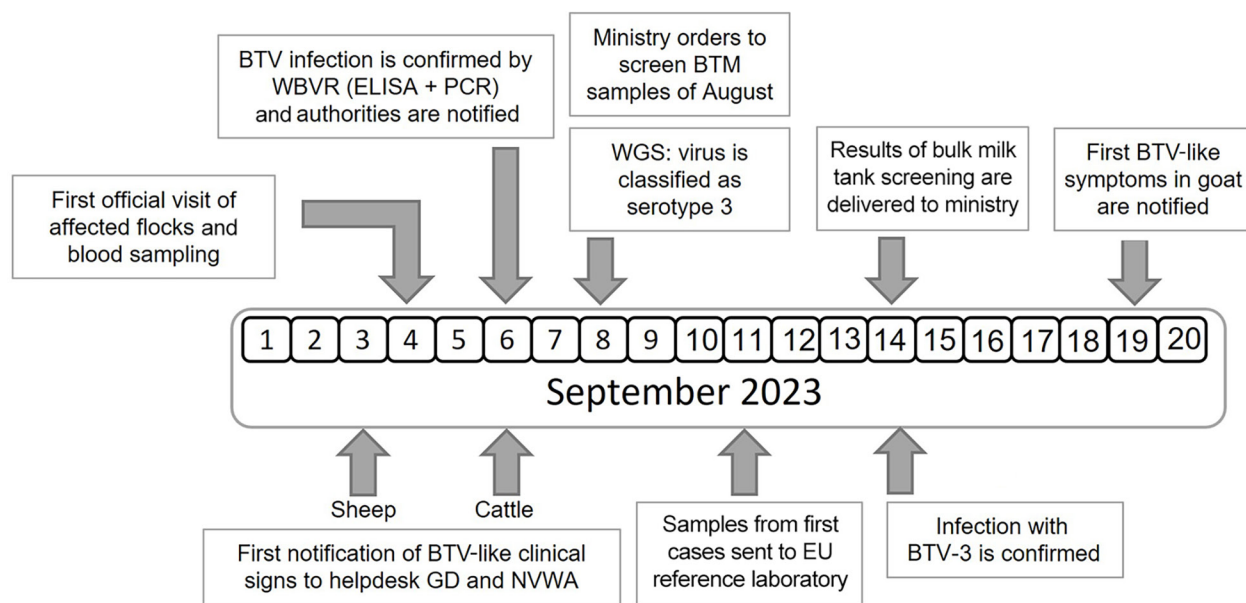 BTV infection is confirmed by
WBVR (ELISA + PCR)
and authorities are notified
Ministry orders to
screen BTM
samples of August
First official visit of
affected flocks and
blood sampling
WGS: virus is
classified as
serotype 3
Results of bulk milk
tank screening are
delivered to ministry
First BTV-like
symptoms in goat
are notified
1 2 3 4 5 6 7 8 9 10 11 12 13 14 15 16 17 18 19 20
September 2023
Sheep Cattle
First notification of BTV-like clinical
signs to helpdesk GD and NVWA
Samples from first
cases sent to EU
reference laboratory
Infection with
BTV-3 is confirmed